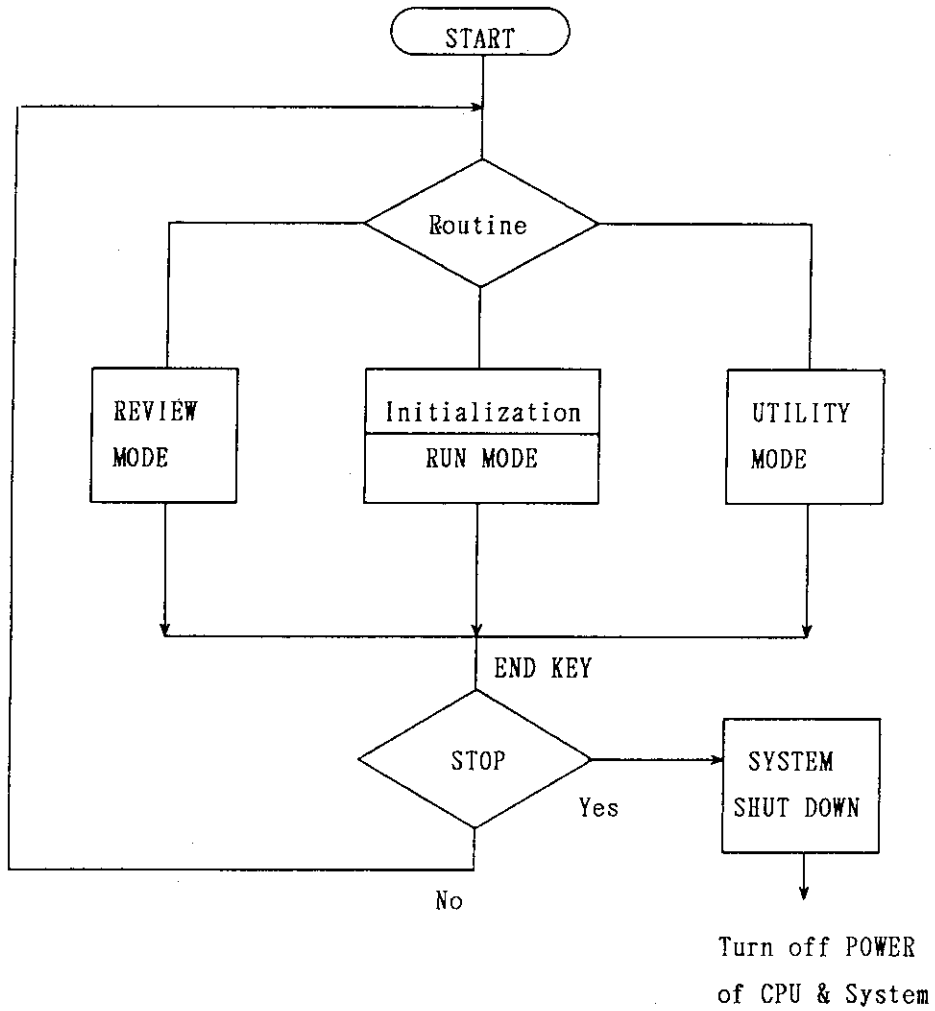 START
Routine
REVIEW
MODE
Initialization
RUN MODE
UTILITY
MODE
END KEY
STOP
Yes
SYSTEM
SHUT DOWN
No
Turn off POWER
of CPU & System